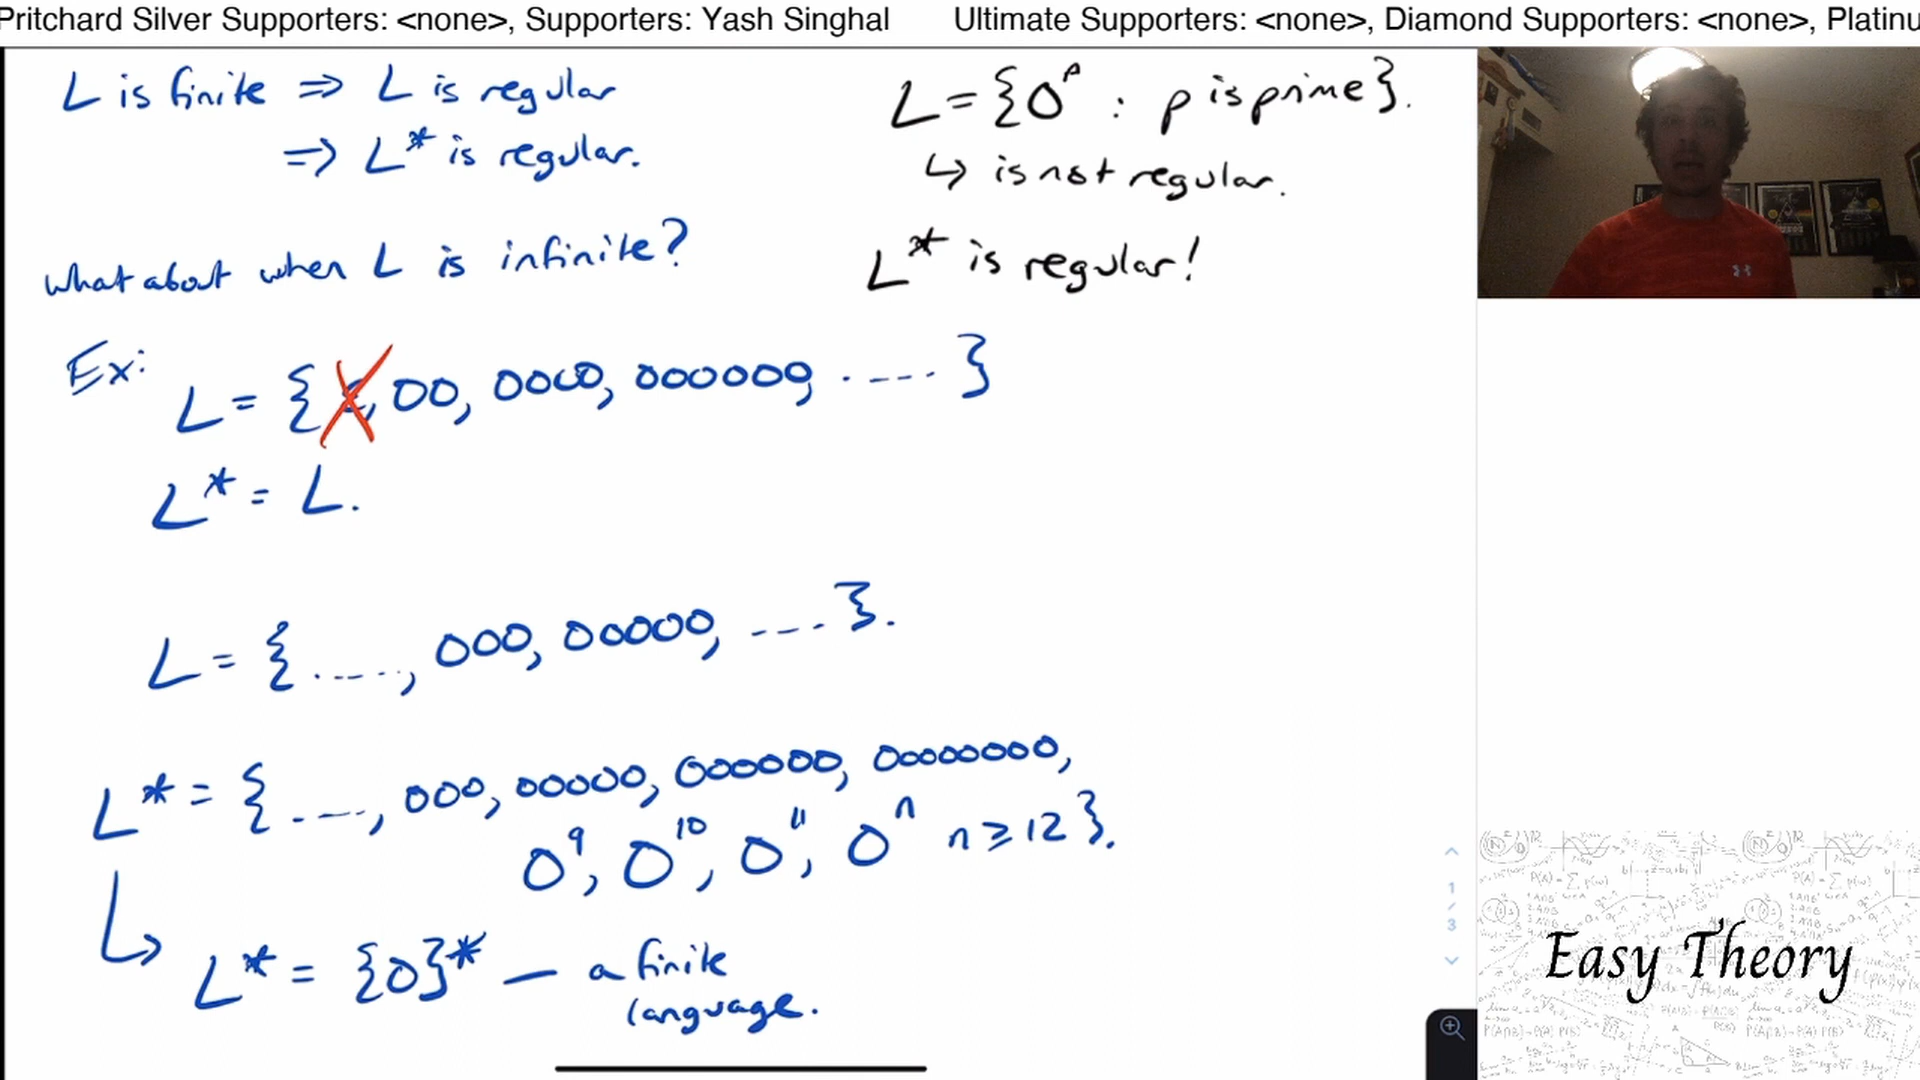 Pritchard Silver Supporters: <none>, Supporters: Yash Singhal Ultimate Supporters: <none>, Diamond Supporters: <none>, Platinu
L is finite ⇒ L is regular
⇒ L* is regular.
What about when L is infinite?
L = {0^p : p is prime}.
↳ is not regular.
L* is regular!
Ex:
L = { 00, 0000, 000000, ..... }
L* = L.
L = {....., 000, 00000, ....}.
L* = {....., 000, 00000, 000000, 00000000,
0^9, 0^10, 0^11, 0^n n ≥ 12 }.
↳ L* = {0}* — a finite
language.
1
/
3
Easy Theory